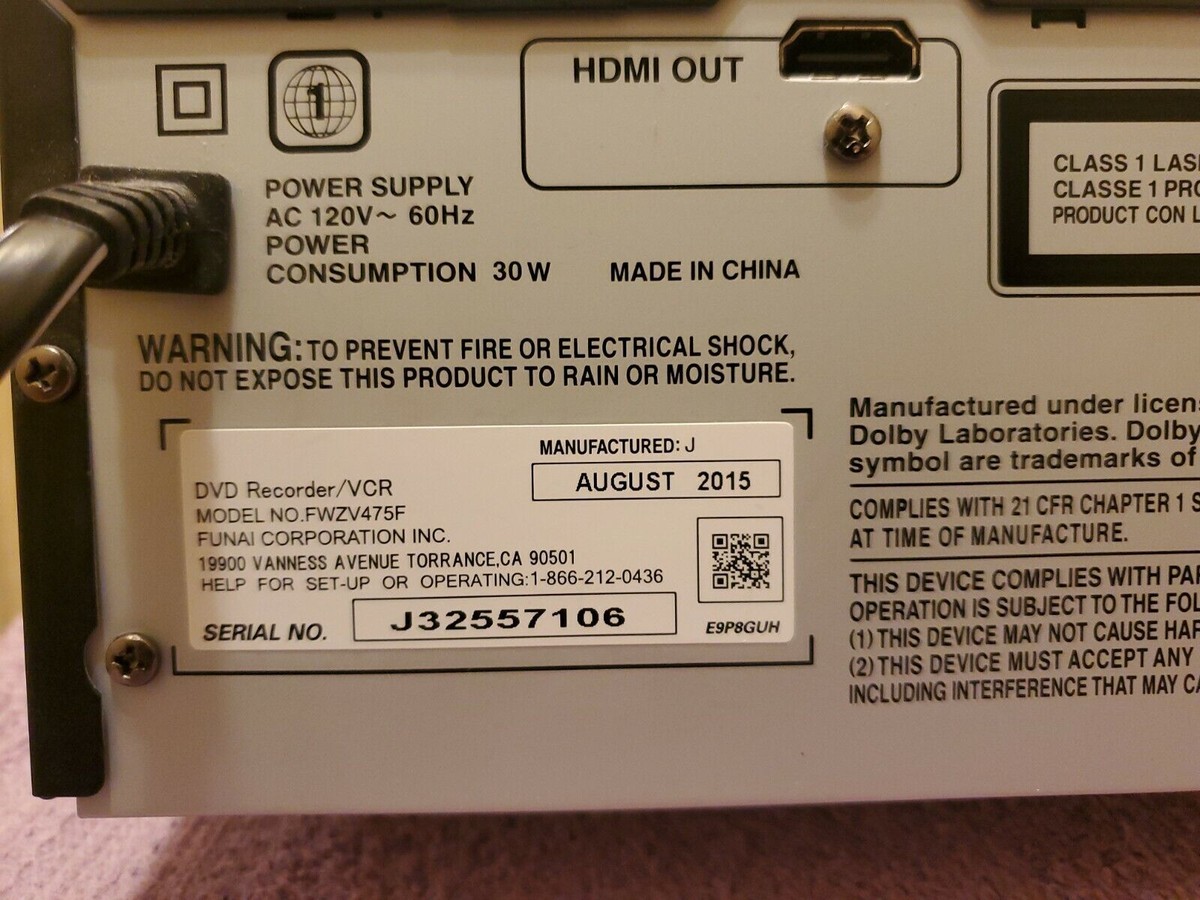 1
HDMI OUT
POWER SUPPLY
AC 120V～ 60Hz
POWER
CONSUMPTION 30 W
MADE IN CHINA
CLASS 1 LAS
CLASSE 1 PRO
PRODUCT CON L
WARNING: TO PREVENT FIRE OR ELECTRICAL SHOCK,
DO NOT EXPOSE THIS PRODUCT TO RAIN OR MOISTURE.
MANUFACTURED: J
AUGUST 2015
DVD Recorder/VCR
MODEL NO.FWZV475F
FUNAI CORPORATION INC.
19900 VANNESS AVENUE TORRANCE,CA 90501
HELP FOR SET-UP OR OPERATING:1-866-212-0436
SERIAL NO. J32557106
E9P8GUH
Manufactured under licens
Dolby Laboratories. Dolby
symbol are trademarks of
COMPLIES WITH 21 CFR CHAPTER 1 S
AT TIME OF MANUFACTURE.
THIS DEVICE COMPLIES WITH PAR
OPERATION IS SUBJECT TO THE FOL
(1) THIS DEVICE MAY NOT CAUSE HAR
(2) THIS DEVICE MUST ACCEPT ANY
INCLUDING INTERFERENCE THAT MAY CA